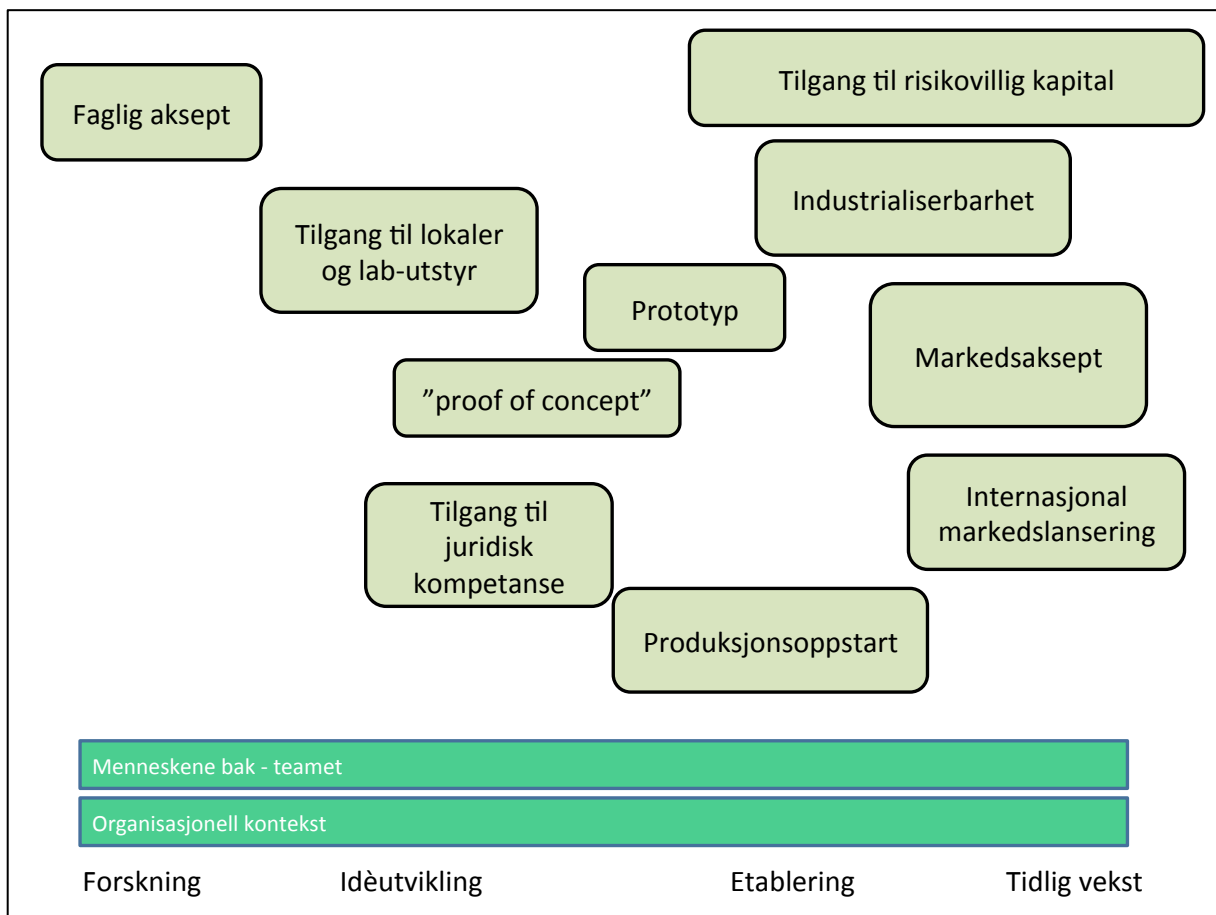 Tilgang til risikovillig kapital
Faglig aksept
Industrialiserbarhet
Tilgang til lokaler
og lab-utstyr
Prototyp
Markedsaksept
”proof of concept”
Internasjonal
markedslansering
Tilgang til
juridisk
kompetanse
Produksjonsoppstart
Menneskene bak - teamet
Organisasjonell kontekst
Forskning Idèutvikling Etablering Tidlig vekst